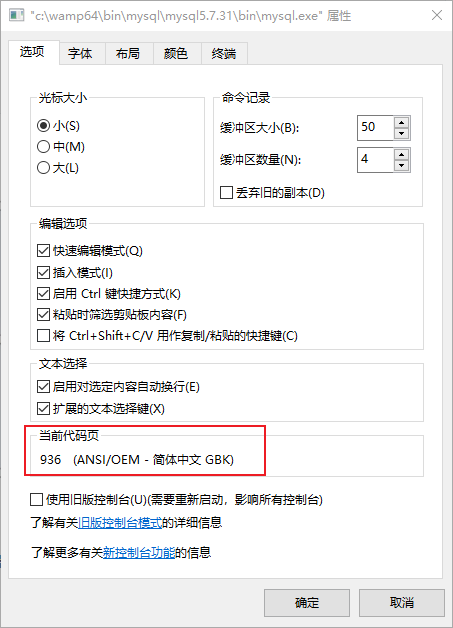 "c:\wamp64\bin\mysql\mysql5.7.31\bin\mysql.exe" 属性
选项 字体 布局 颜色 终端
光标大小
小(S)
中(M)
大(L)
命令记录
缓冲区大小(B): 50
缓冲区数量(N): 4
丢弃旧的副本(D)
编辑选项
快速编辑模式(Q)
插入模式(I)
启用 Ctrl 键快捷方式(K)
粘贴时筛选剪贴板内容(F)
将 Ctrl+Shift+C/V 用作复制/粘贴的快捷键(C)
文本选择
启用对选定内容自动换行(E)
扩展的文本选择键(X)
当前代码页
936 (ANSI/OEM - 简体中文 GBK)
使用旧版控制台(U)(需要重新启动，影响所有控制台)
了解有关旧版控制台模式的详细信息
了解更多有关新控制台功能的信息
确定 取消